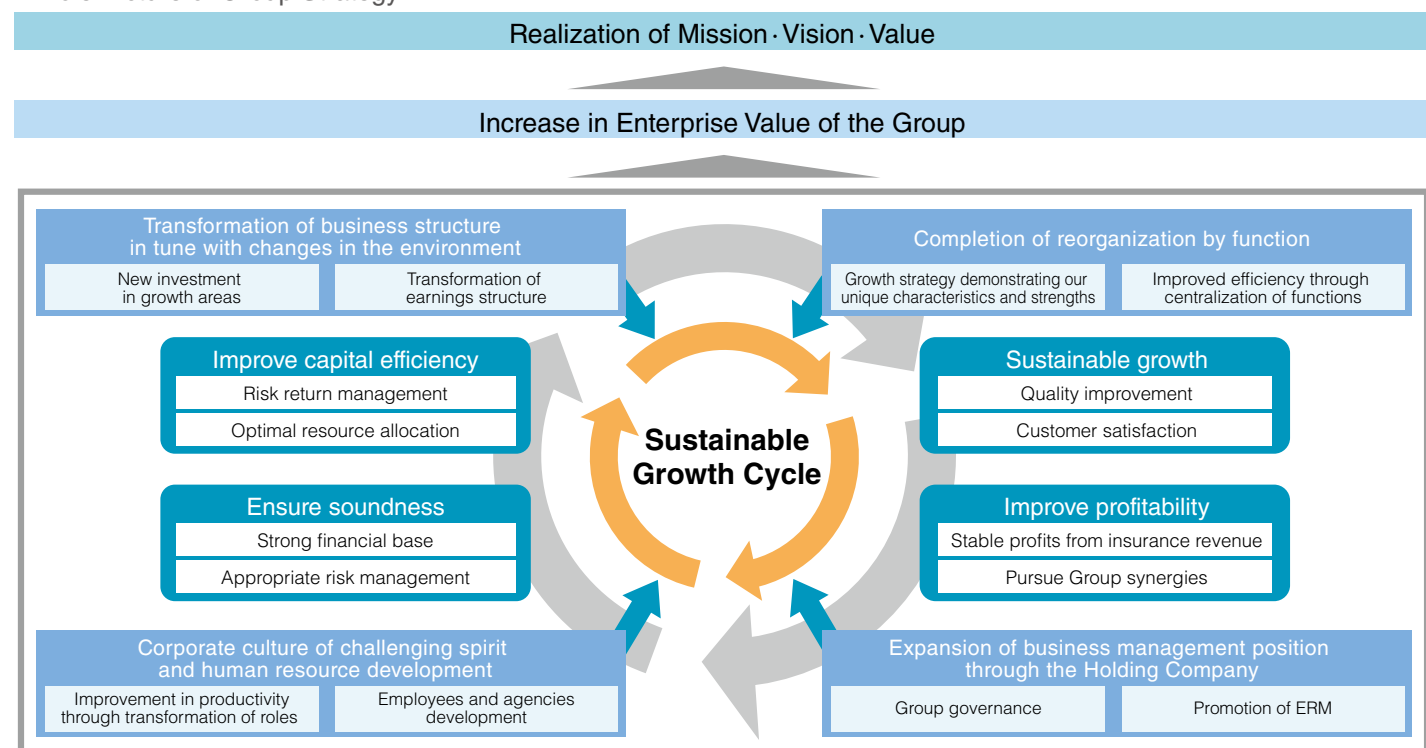 Group Strategy
Realization of Mission · Vision · Value
Increase in Enterprise Value of the Group
Transformation of business structure
in tune with changes in the environment
New investment
in growth areas
Transformation of
earnings structure
Completion of reorganization by function
Growth strategy demonstrating our
unique characteristics and strengths
Improved efficiency through
centralization of functions
Improve capital efficiency
Risk return management
Optimal resource allocation
Sustainable growth
Quality improvement
Customer satisfaction
Sustainable
Growth Cycle
Ensure soundness
Strong financial base
Appropriate risk management
Improve profitability
Stable profits from insurance revenue
Pursue Group synergies
Corporate culture of challenging spirit
and human resource development
Improvement in productivity
through transformation of roles
Employees and agencies
development
Expansion of business management position
through the Holding Company
Group governance
Promotion of ERM